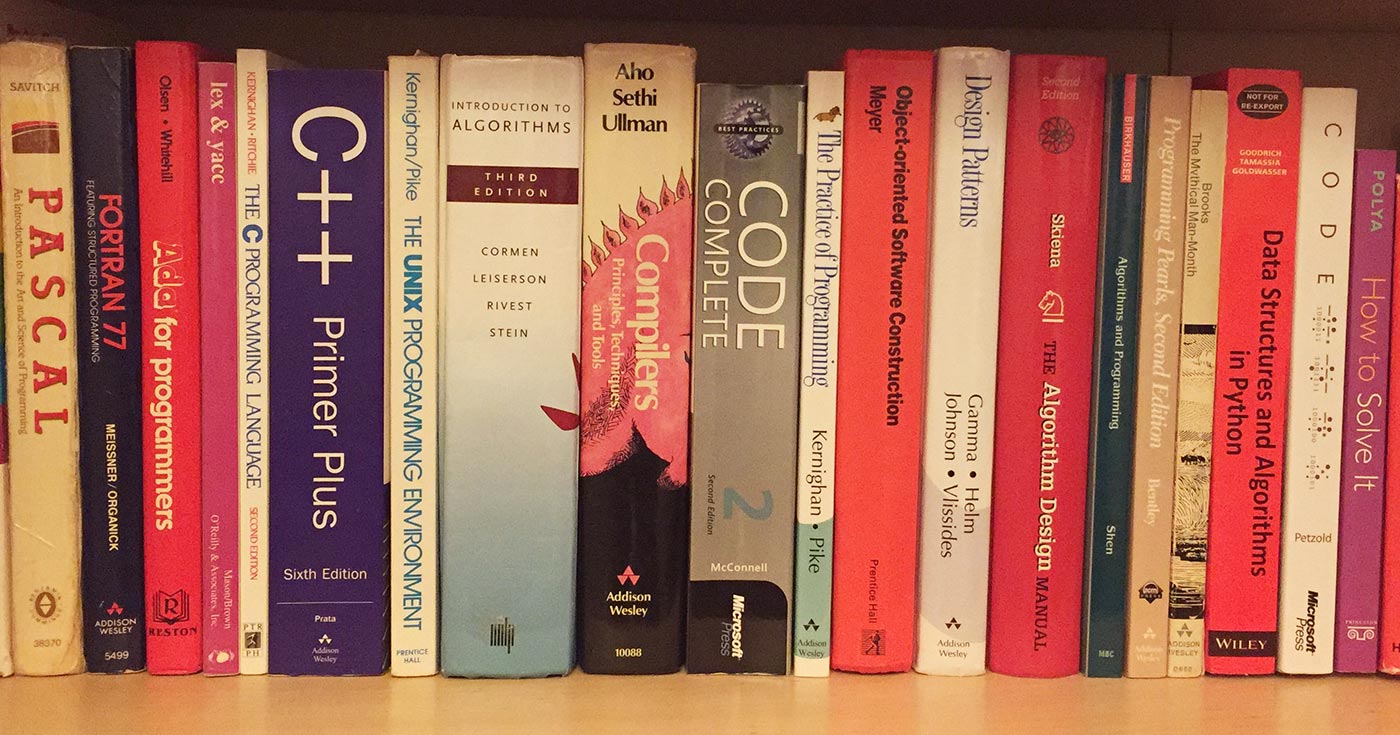 SAVITCH
PASCAL
An Introduction to the Art and Science of Programming
38370
FORTRAN 77
FEATURING STRUCTURED PROGRAMMING
MEISSNER / ORGANICK
ADDISON
WESLEY
5499
Olsen • Whitehill
Ada for programmers
RESTON
lex & yacc
Mason/Brown
O'Reilly & Associates, Inc.
KERNIGHAN • RITCHIE
THE C PROGRAMMING LANGUAGE
SECOND EDITION
PTR
PH
C++
Primer Plus
Sixth Edition
Prata
Addison
Wesley
Kernighan/Pike
THE UNIX PROGRAMMING ENVIRONMENT
PRENTICE
HALL
INTRODUCTION TO
ALGORITHMS
THIRD
EDITION
CORMEN
LEISERSON
RIVEST
STEIN
Aho
Sethi
Ullman
Compilers
Principles, Techniques,
and Tools
Addison
Wesley
10088
BEST PRACTICES
CODE
COMPLETE
2
Second Edition
McConnell
Microsoft
Press
The Practice of Programming
Kernighan • Pike
Addison
Wesley
Object-oriented Software Construction
Meyer
Prentice Hall
Design Patterns
Gamma • Helm
Johnson • Vlissides
Addison
Wesley
Second
Edition
Skiena
THE Algorithm Design MANUAL
BIRKHAUSER
Algorithms and Programming
Shen
MBC
Programming Pearls, Second Edition
Bentley
Addison
Wesley
Brooks
The Mythical Man-Month
ADDISON
WESLEY
NOT FOR
RE-EXPORT
GOODRICH
TAMASSIA
GOLDWASSER
Data Structures and Algorithms
in Python
WILEY
CODE
Petzold
Microsoft
Press
POLYA
How to Solve It
PRINCETON